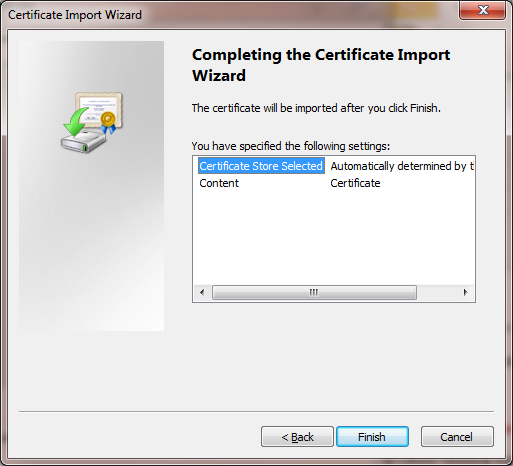 Certificate Import Wizard
Completing the Certificate Import
Wizard
The certificate will be imported after you click Finish.
You have specified the following settings:
Certificate Store Selected Automatically determined by t
Content Certificate
< Back Finish Cancel